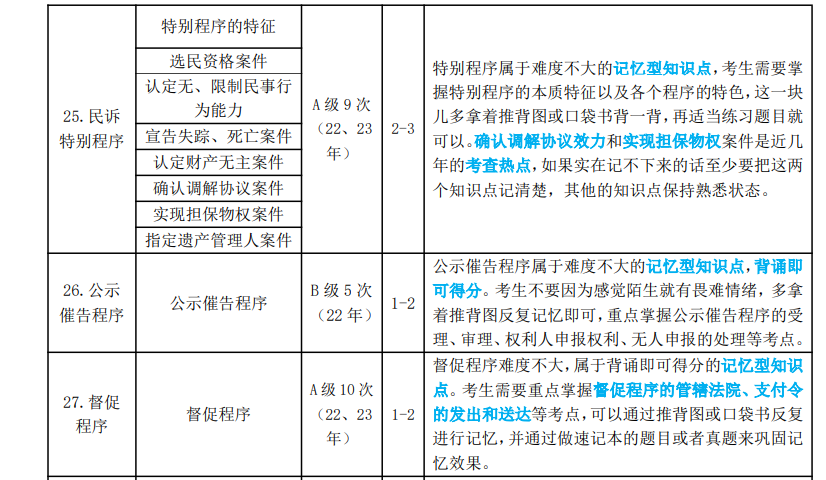 25.民诉
特别程序
特别程序的特征
选民资格案件
认定无、限制民事行
为能力
宣告失踪、死亡案件
认定财产无主案件
确认调解协议案件
实现担保物权案件
指定遗产管理人案件
A 级 9 次
（22、23
年）
2-3
特别程序属于难度不大的记忆型知识点，考生需要掌
握特别程序的本质特征以及各个程序的特色，这一块
儿多拿着推背图或口袋书背一背，再适当练习题目就
可以。确认调解协议效力和实现担保物权案件是近几
年的考查热点，如果实在记不下来的话至少要把这两
个知识点记清楚，其他的知识点保持熟悉状态。
26.公示
催告程序
公示催告程序
B 级 5 次
（22 年）
1-2
公示催告程序属于难度不大的记忆型知识点，背诵即
可得分。考生不要因为感觉陌生就有畏难情绪，多拿
着推背图反复记忆即可，重点掌握公示催告程序的受
理、审理、权利人申报权利、无人申报的处理等考点。
27.督促
程序
督促程序
A 级 10 次
（22、23
年）
1-2
督促程序难度不大，属于背诵即可得分的记忆型知识
点。考生需要重点掌握督促程序的管辖法院、支付令
的发出和送达等考点，可以通过推背图或口袋书反复
进行记忆，并通过做速记本的题目或者真题来巩固记
忆效果。